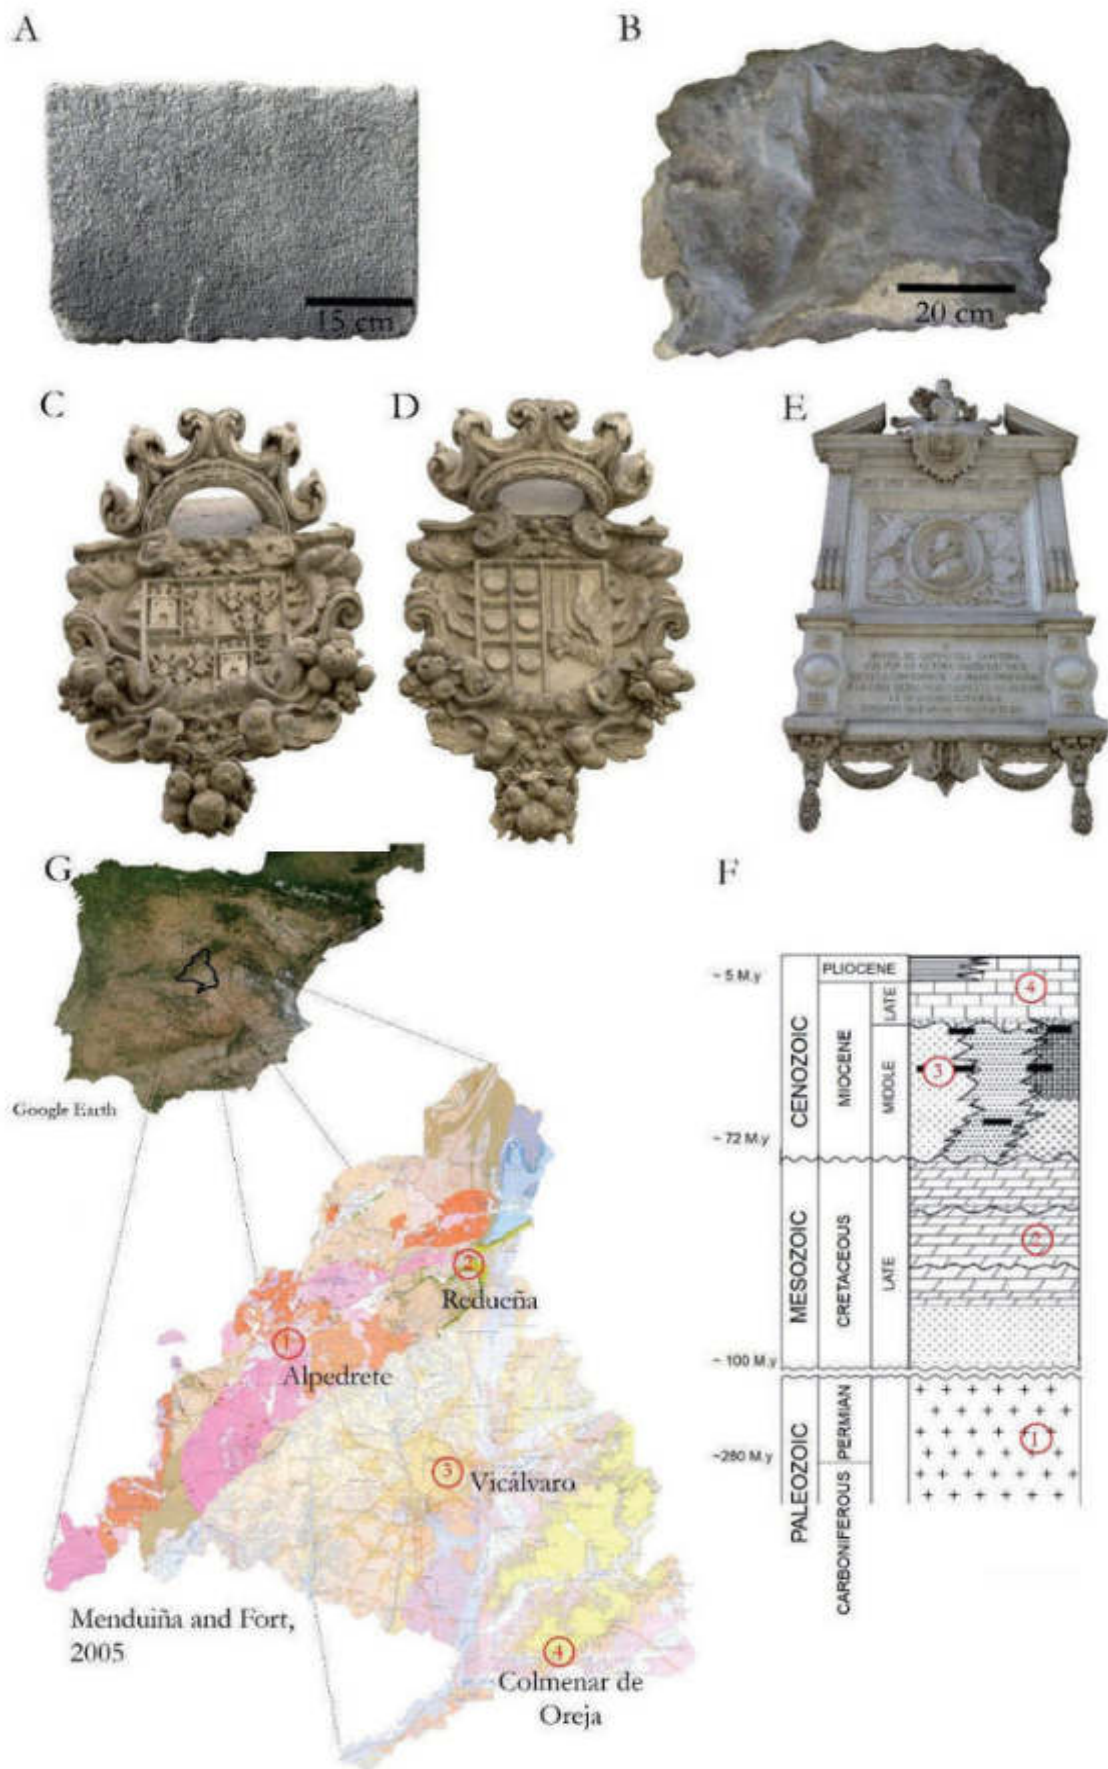 A
B
15 cm
20 cm
C
D
E
G
F
Google Earth
2
Redueña
1
Alpedrete
3
Vicálvaro
4
Colmenar de
Oreja
Menduiña and Fort,
2005
~ 5 M.y
~ 72 M.y
~ 100 M.y
~280 M.y
CENOZOIC
MESOZOIC
PALEOZOIC
PLIOCENE
MIOCENE
CRETACEOUS
PERMIAN
CARBONIFEROUS
LATE
MIDDLE
LATE
4
3
2
1